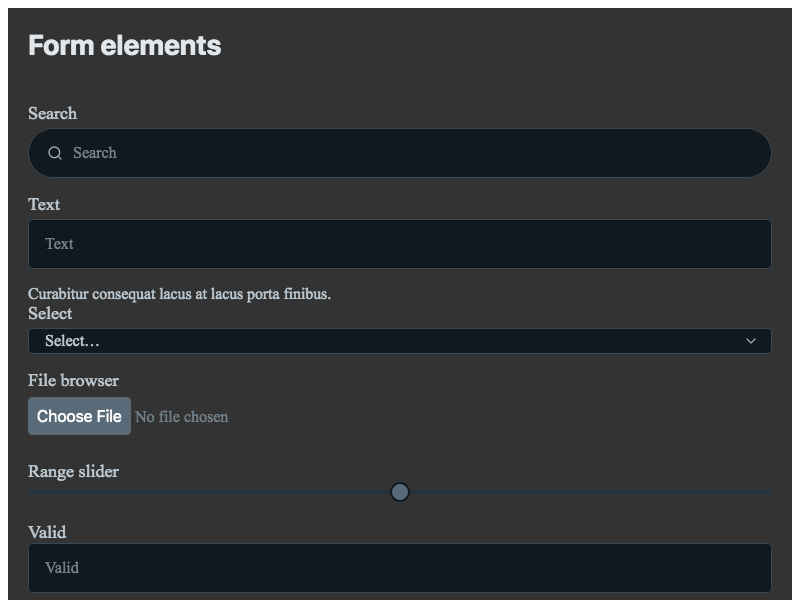 Form elements
Search
Search
Text
Text
Curabitur consequat lacus at lacus porta finibus.
Select
Select…
File browser
Choose File No file chosen
Range slider
Valid
Valid